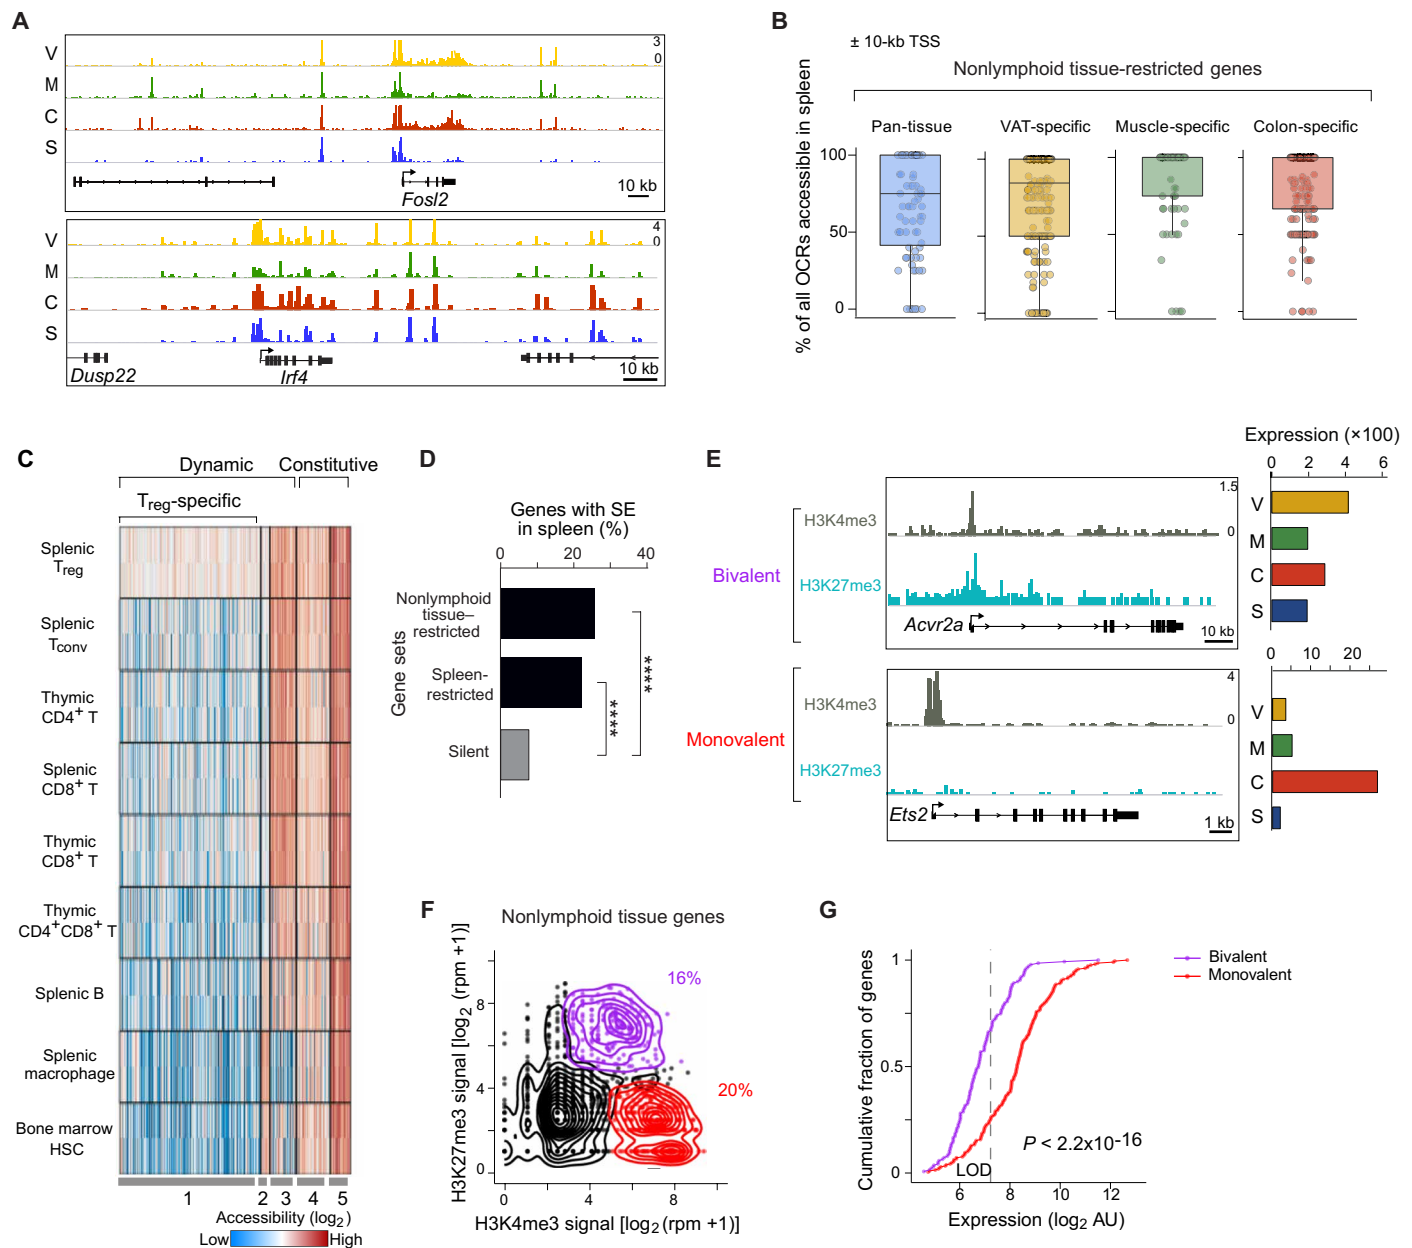 A
V
M
C
S
3
0
Fosl2
10 kb
V
M
C
S
4
0
Dusp22
Irf4
10 kb
B
± 10-kb TSS
Nonlymphoid tissue-restricted genes
Pan-tissue
VAT-specific
Muscle-specific
Colon-specific
% of all OCRs accessible in spleen
100
50
0
C
Dynamic
Constitutive
Treg-specific
Splenic
Treg
Splenic
Tconv
Thymic
CD4+ T
Splenic
CD8+ T
Thymic
CD8+ T
Thymic
CD4+CD8+ T
Splenic B
Splenic
macrophage
Bone marrow
HSC
1 2 3 4 5
Accessibility (log2)
Low High
D
Genes with SE
in spleen (%)
0 20 40
Gene sets
Nonlymphoid
tissue–
restricted
Spleen-
restricted
Silent
****
****
E
Bivalent
H3K4me3
1.5
0
H3K27me3
Acvr2a
10 kb
Expression (×100)
0 2 4 6
V
M
C
S
Monovalent
H3K4me3
4
0
H3K27me3
Ets2
1 kb
0 10 20
V
M
C
S
F
Nonlymphoid tissue genes
H3K27me3 signal [log2 (rpm +1)]
8
4
0
16%
20%
0 4 8
H3K4me3 signal [log2 (rpm +1)]
G
Bivalent
Monovalent
Cumulative fraction of genes
1
0.5
0
LOD
P < 2.2x10-16
6 8 10 12
Expression (log2 AU)